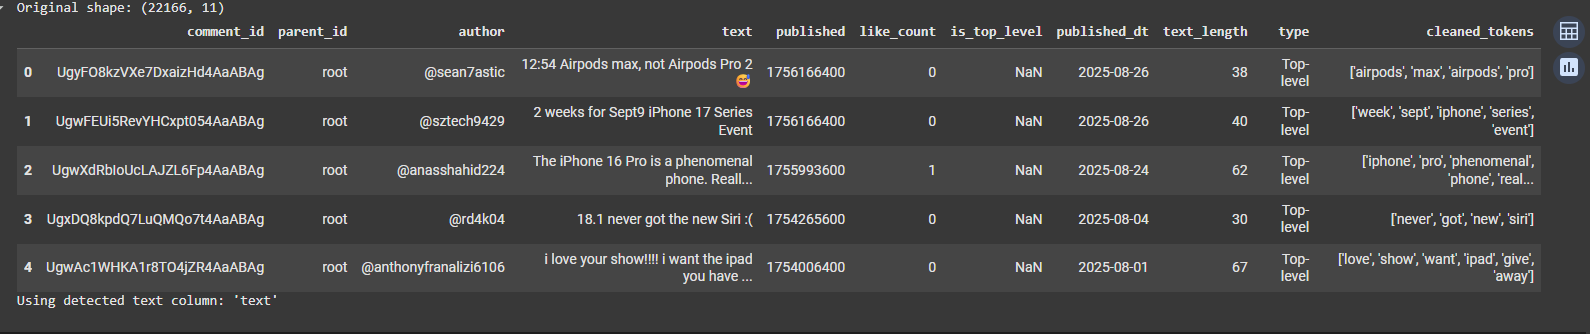 Original shape: (22166, 11)
comment_id parent_id author text published like_count is_top_level published_dt text_length type cleaned_tokens
0 UgyFO8kzVXe7DxaizHd4AaABAg root @sean7astic 12:54 Airpods max, not Airpods Pro 2 😅 1756166400 0 NaN 2025-08-26 38 Top-level ['airpods', 'max', 'airpods', 'pro']
1 UgwFEUi5RevYHCxpt054AaABAg root @sztech9429 2 weeks for Sept9 iPhone 17 Series Event 1756166400 0 NaN 2025-08-26 40 Top-level ['week', 'sept', 'iphone', 'series', 'event']
2 UgwXdRbIoUcLAJZL6Fp4AaABAg root @anasshahid224 The iPhone 16 Pro is a phenomenal phone. Reall... 1755993600 1 NaN 2025-08-24 62 Top-level ['iphone', 'pro', 'phenomenal', 'phone', 'real...
3 UgxDQ8kpdQ7LuQMQo7t4AaABAg root @rd4k04 18.1 never got the new Siri :( 1754265600 0 NaN 2025-08-04 30 Top-level ['never', 'got', 'new', 'siri']
4 UgwAc1WHKA1r8TO4jZR4AaABAg root @anthonyfranalizi6106 i love your show!!!! i want the ipad you have ... 1754006400 0 NaN 2025-08-01 67 Top-level ['love', 'show', 'want', 'ipad', 'give', 'away']
Using detected text column: 'text'